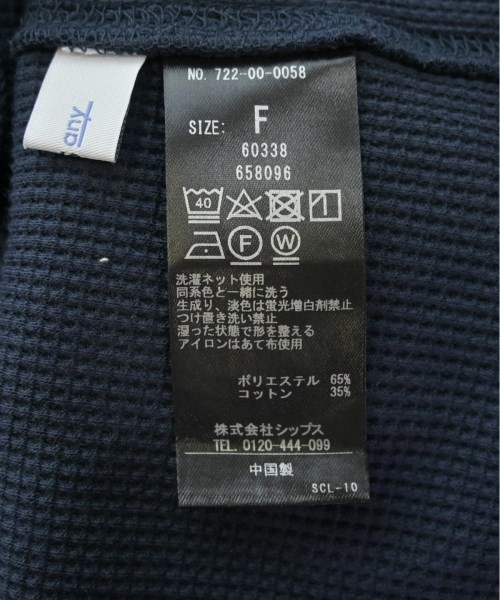 any
NO. 722-00-0058
SIZE: F
60338
658096
40
F W
洗濯ネット使用
同系色と一緒に洗う
生成り、淡色は蛍光増白剤禁止
つけ置き洗い禁止
湿った状態で形を整える
アイロンはあて布使用
ポリエステル 65%
コットン 35%
株式会社シップス
TEL. 0120-444-099
中国製
SCL-10